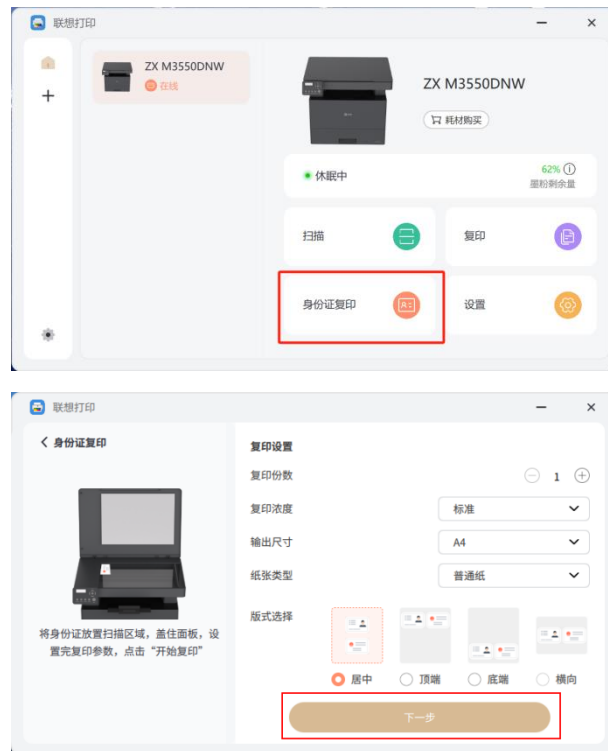 联想打印
ZX M3550DNW
在线
ZX M3550DNW
耗材购买
休眠中
62%
墨粉剩余量
扫描
复印
身份证复印
设置
联想打印
身份证复印
将身份证放置扫描区域，盖住面板，设
置完复印参数，点击“开始复印”
复印设置
复印份数
1
复印浓度
标准
输出尺寸
A4
纸张类型
普通纸
版式选择
居中
顶端
底端
横向
下一步